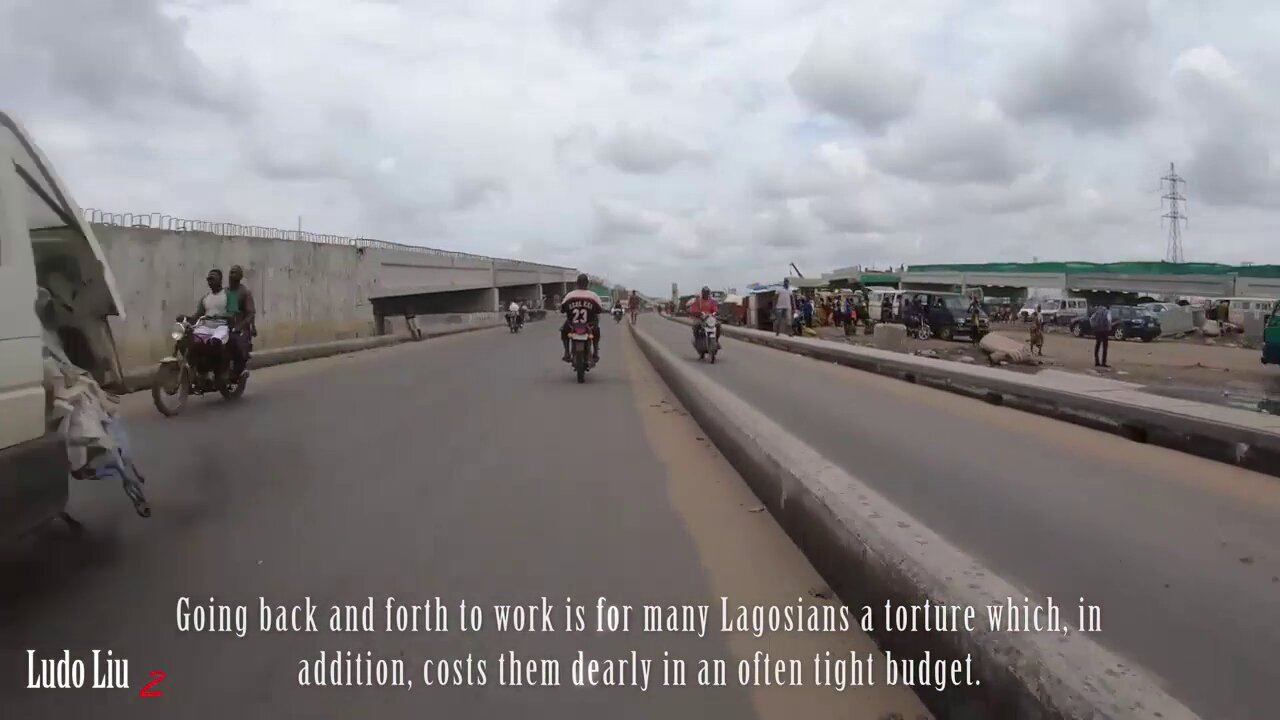 23
Going back and forth to work is for many Lagosians a torture which, in
addition, costs them dearly in an often tight budget.
Ludo Liu 2